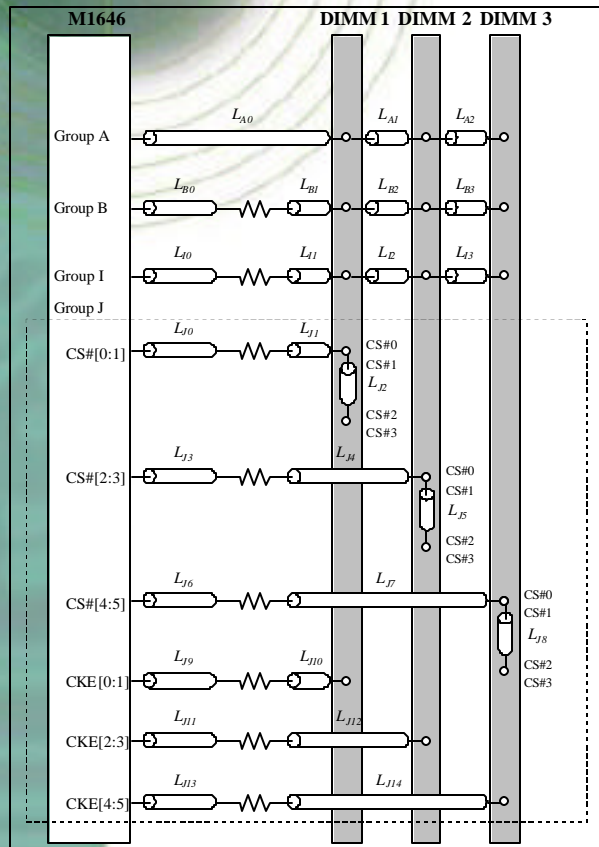 M1646 DIMM 1 DIMM 2 DIMM 3
L_A0 L_A1 L_A2
Group A
L_B0 L_B1 L_B2 L_B3
Group B
L_I0 L_I1 L_I2 L_I3
Group I
Group J
L_J0 L_J1
CS#[0:1] CS#0
CS#1
L_J2
CS#2
CS#3
L_J3 L_J4
CS#[2:3] CS#0
CS#1
L_J5
CS#2
CS#3
L_J6 L_J7
CS#[4:5] CS#0
CS#1
L_J8
CS#2
CS#3
L_J9 L_J10
CKE[0:1]
L_J11 L_J12
CKE[2:3]
L_J13 L_J14
CKE[4:5]